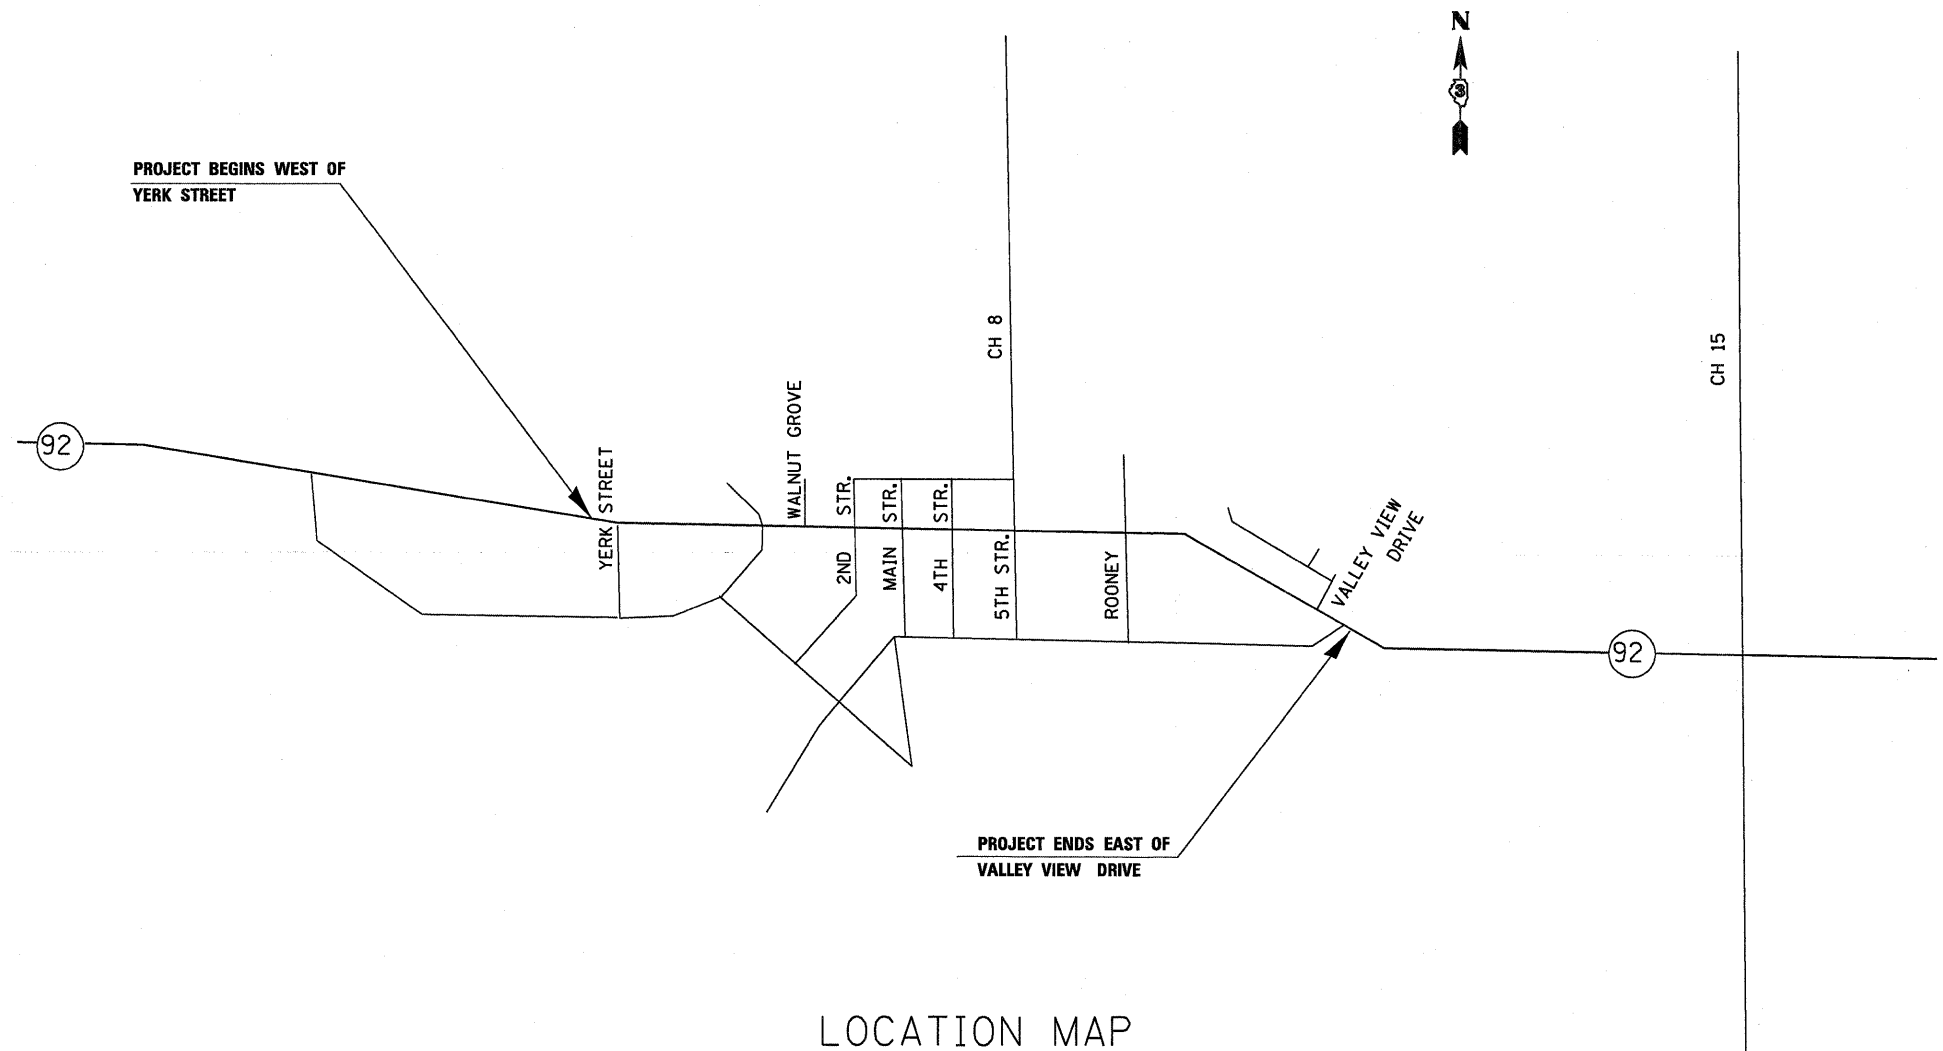 N
3
PROJECT BEGINS WEST OF
YERK STREET
CH 8
CH 15
92
YERK STREET
WALNUT GROVE
2ND STR.
MAIN STR.
4TH STR.
5TH STR.
ROONEY
VALLEY VIEW
DRIVE
92
PROJECT ENDS EAST OF
VALLEY VIEW DRIVE
LOCATION MAP